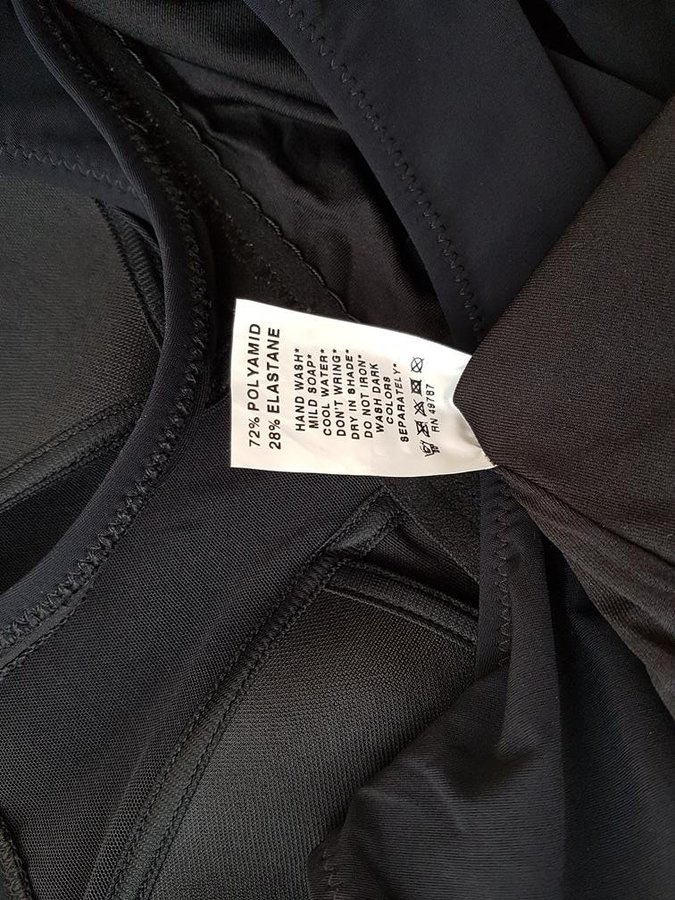 72% POLYAMID
28% ELASTANE
HAND WASH*
MILD SOAP*
COOL WATER*
DON'T WRING*
DRY IN SHADE*
DO NOT IRON*
WASH DARK
COLORS
SEPARATELY*
RN 49787